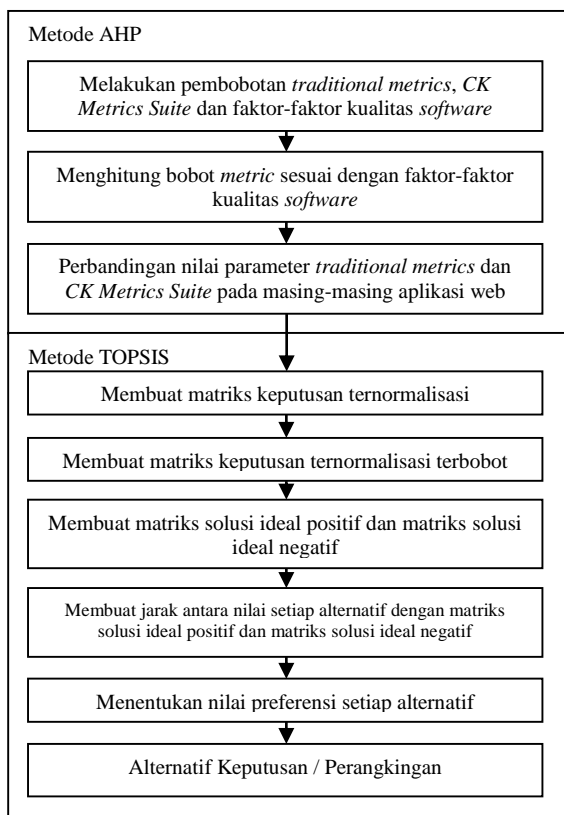 Metode AHP
Melakukan pembobotan traditional metrics, CK
Metrics Suite dan faktor-faktor kualitas software
Menghitung bobot metric sesuai dengan faktor-faktor
kualitas software
Perbandingan nilai parameter traditional metrics dan
CK Metrics Suite pada masing-masing aplikasi web
Metode TOPSIS
Membuat matriks keputusan ternormalisasi
Membuat matriks keputusan ternormalisasi terbobot
Membuat matriks solusi ideal positif dan matriks solusi
ideal negatif
Membuat jarak antara nilai setiap alternatif dengan matriks
solusi ideal positif dan matriks solusi ideal negatif
Menentukan nilai preferensi setiap alternatif
Alternatif Keputusan / Perangkingan